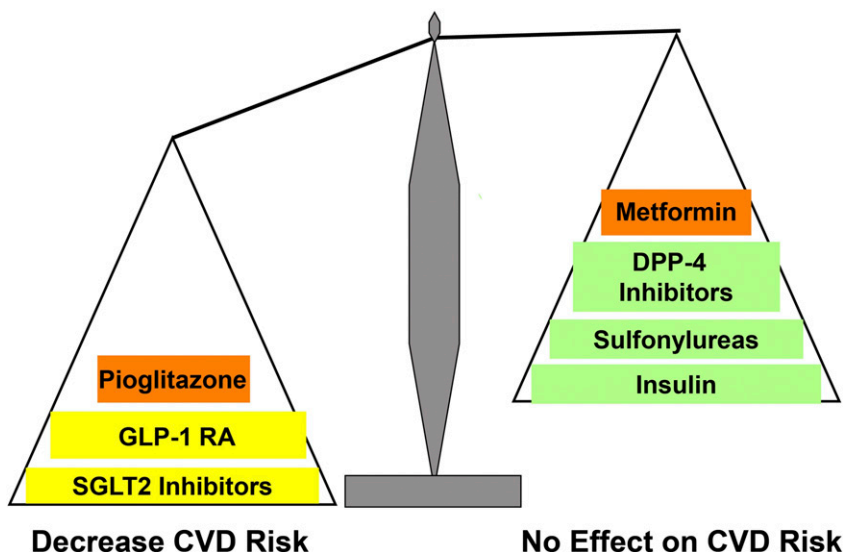 Metformin
DPP-4
Inhibitors
Sulfonylureas
Insulin
Pioglitazone
GLP-1 RA
SGLT2 Inhibitors
Decrease CVD Risk
No Effect on CVD Risk